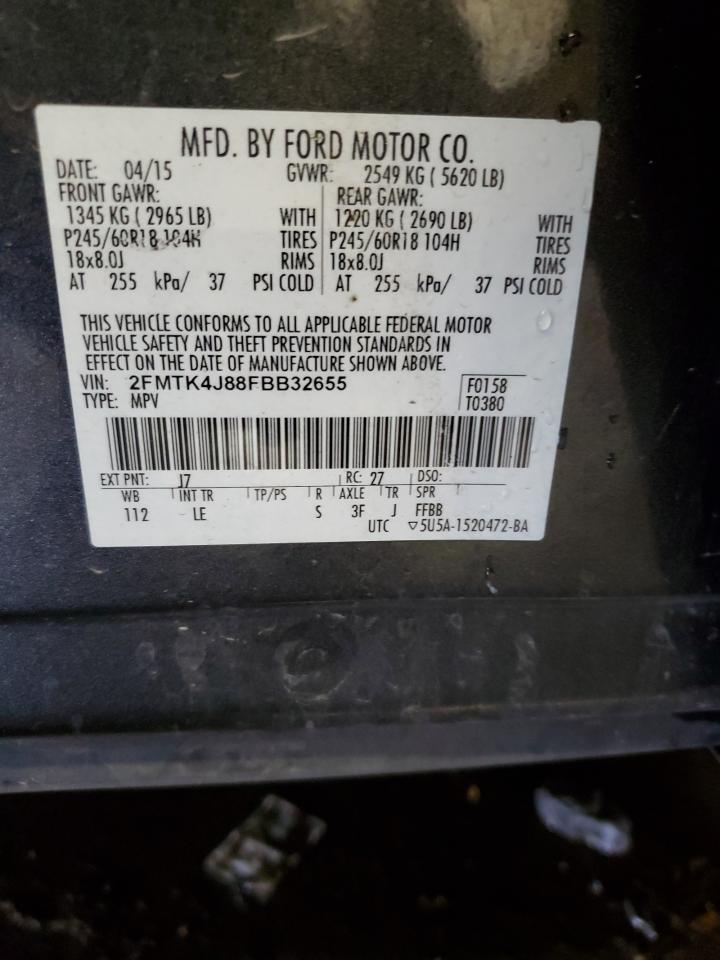 MFD. BY FORD MOTOR CO.
DATE: 04/15 GVWR: 2549 KG ( 5620 LB)
FRONT GAWR: REAR GAWR:
1345 KG ( 2965 LB) WITH 1220 KG ( 2690 LB) WITH
P245/60R18 104H TIRES P245/60R18 104H TIRES
18x8.0J RIMS 18x8.0J RIMS
AT 255 kPa/ 37 PSI COLD AT 255 kPa/ 37 PSI COLD
THIS VEHICLE CONFORMS TO ALL APPLICABLE FEDERAL MOTOR
VEHICLE SAFETY AND THEFT PREVENTION STANDARDS IN
EFFECT ON THE DATE OF MANUFACTURE SHOWN ABOVE.
VIN: 2FMTK4J88FBB32655 F0158
TYPE: MPV T0380
EXT PNT: J7 RC: 27 DSO:
WB INT TR TP/PS R AXLE TR SPR
112 LE S 3F J FFBB
UTC ▽5U5A-1520472-BA